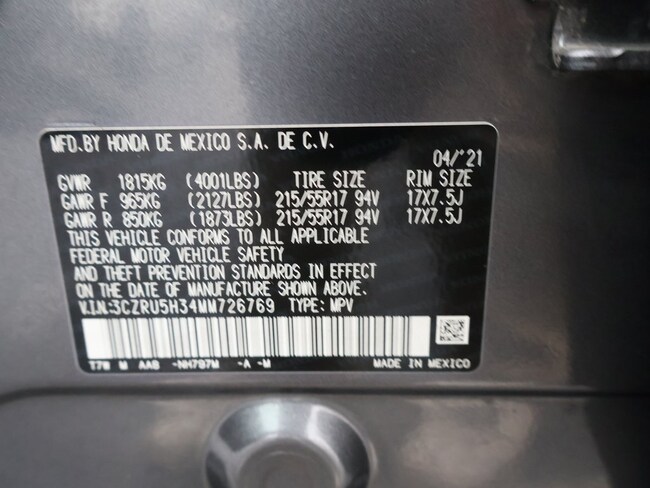 MFD.BY HONDA DE MEXICO S.A. DE C.V.
04/'21
GVWR 1815KG (4001LBS) TIRE SIZE RIM SIZE
GAWR F 965KG (2127LBS) 215/55R17 94V 17X7.5J
GAWR R 850KG (1873LBS) 215/55R17 94V 17X7.5J
THIS VEHICLE CONFORMS TO ALL APPLICABLE
FEDERAL MOTOR VEHICLE SAFETY
AND THEFT PREVENTION STANDARDS IN EFFECT
ON THE DATE OF MANUFACTURE SHOWN ABOVE.
V.I.N.:3CZRU5H34MM726769 TYPE: MPV
T7W M AAS -NH797M -A -M MADE IN MEXICO